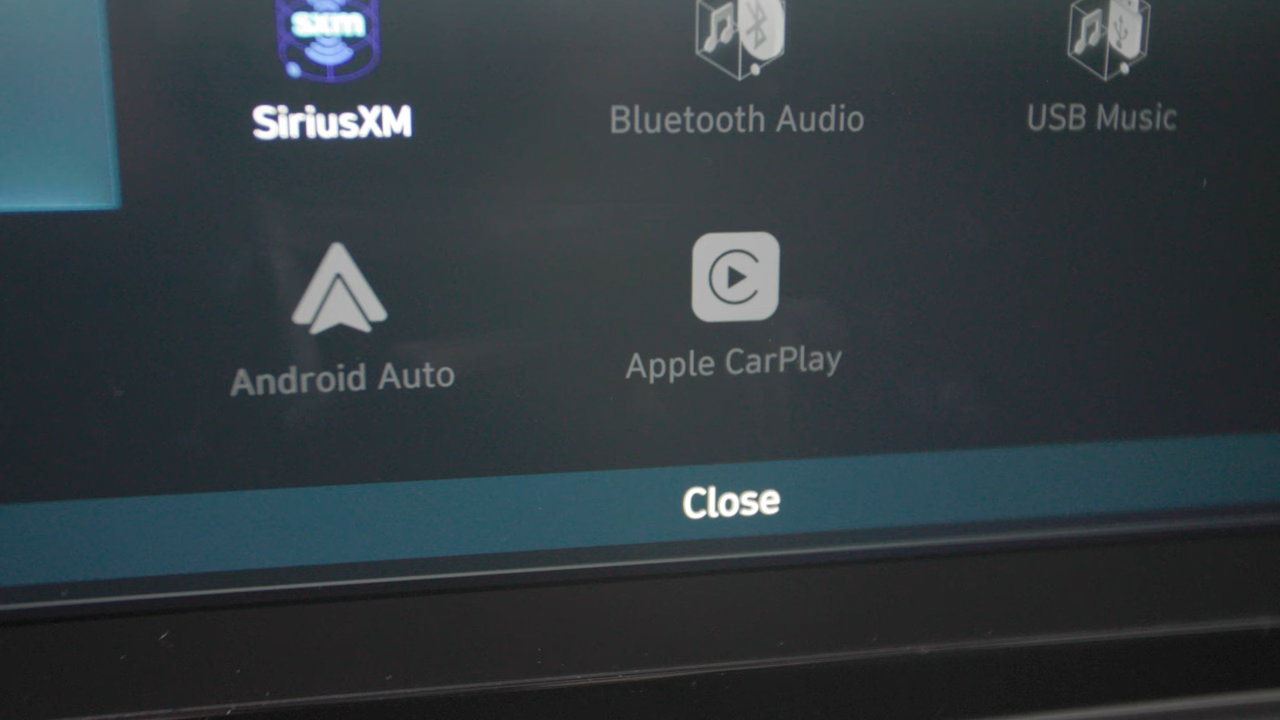 sxm
SiriusXM
Bluetooth Audio
USB Music
Android Auto
Apple CarPlay
Close